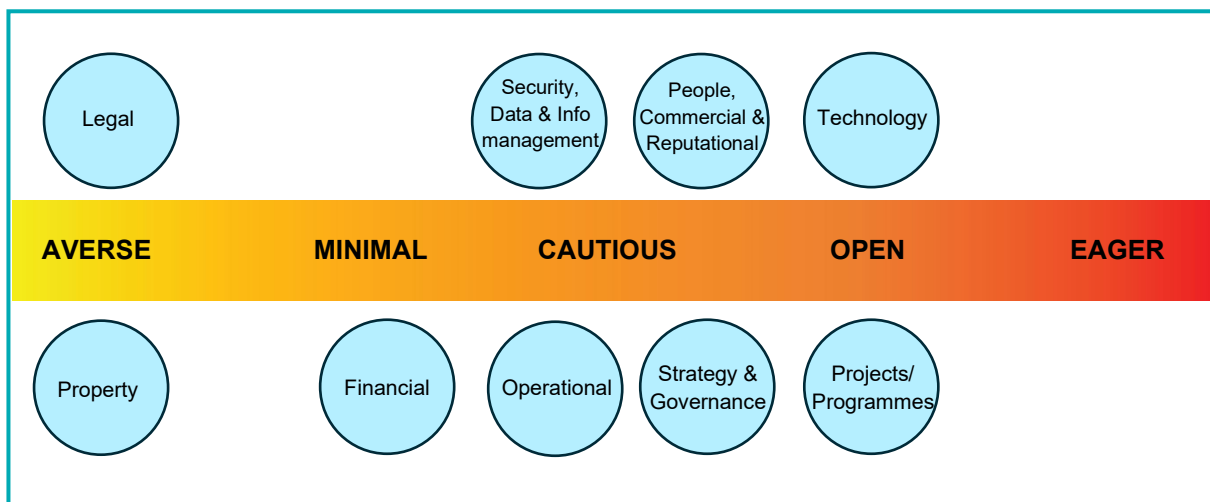 Legal
Security,
Data & Info
management
People,
Commercial &
Reputational
Technology
AVERSE
MINIMAL
CAUTIOUS
OPEN
EAGER
Property
Financial
Operational
Strategy &
Governance
Projects/
Programmes